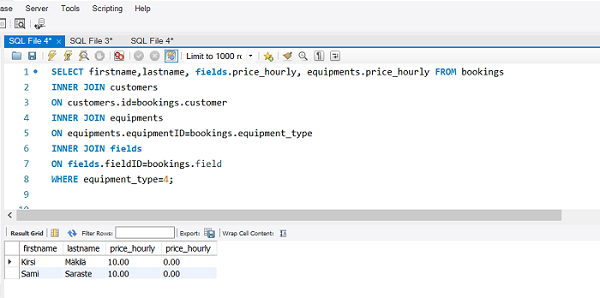 ase Server Tools Scripting Help
SQL File 4* × SQL File 3* × SQL File 4* ×
Limit to 1000 r
1 SELECT firstname,lastname, fields.price_hourly, equipments.price_hourly FROM bookings
2 INNER JOIN customers
3 ON customers.id=bookings.customer
4 INNER JOIN equipments
5 ON equipments.equipmentID=bookings.equipment_type
6 INNER JOIN fields
7 ON fields.fieldID=bookings.field
8 WHERE equipment_type=4;
9
10
Result Grid Filter Rows: Export: Wrap Cell Content:
firstname lastname price_hourly price_hourly
Kirsi Mäkilä 10.00 0.00
Sami Saraste 10.00 0.00